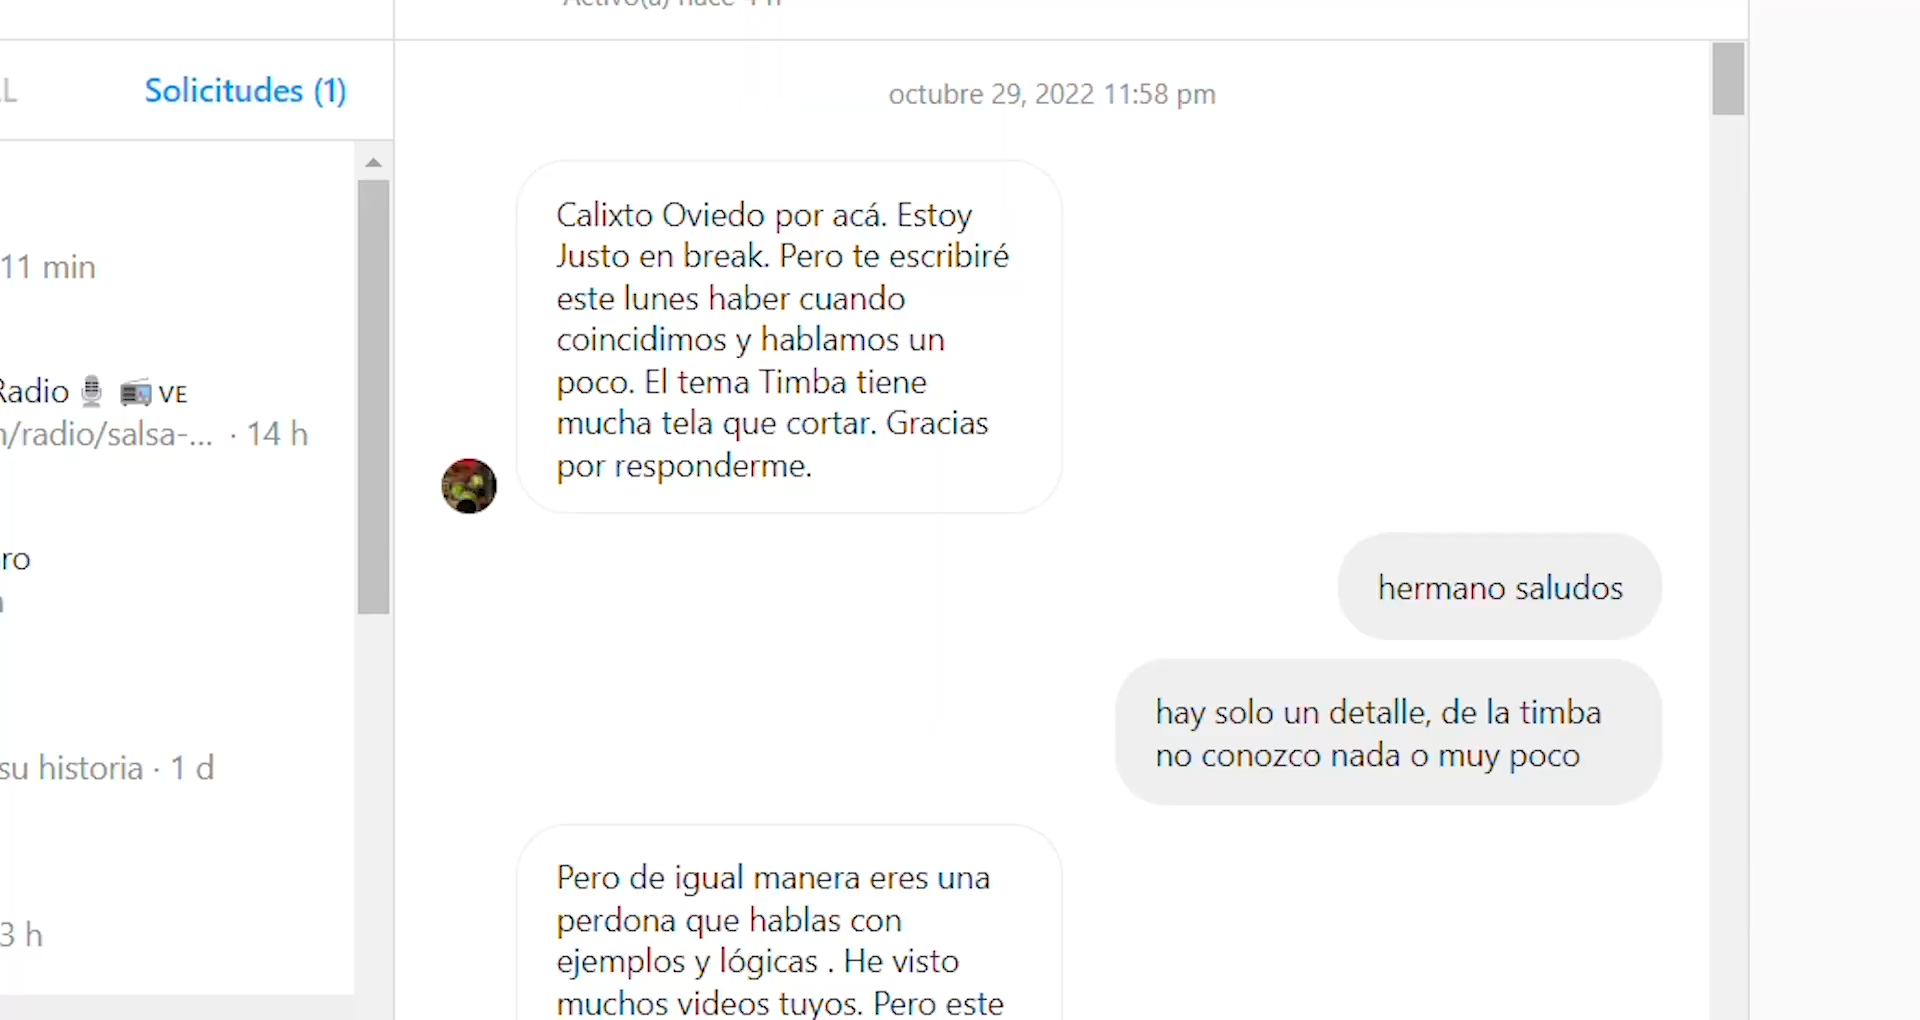 Solicitudes (1)
11 min
Radio VE
/radio/salsa-... · 14 h
ro
su historia · 1 d
3 h
octubre 29, 2022 11:58 pm
Calixto Oviedo por acá. Estoy
Justo en break. Pero te escribiré
este lunes haber cuando
coincidimos y hablamos un
poco. El tema Timba tiene
mucha tela que cortar. Gracias
por responderme.
hermano saludos
hay solo un detalle, de la timba
no conozco nada o muy poco
Pero de igual manera eres una
perdona que hablas con
ejemplos y lógicas . He visto
muchos videos tuyos. Pero este